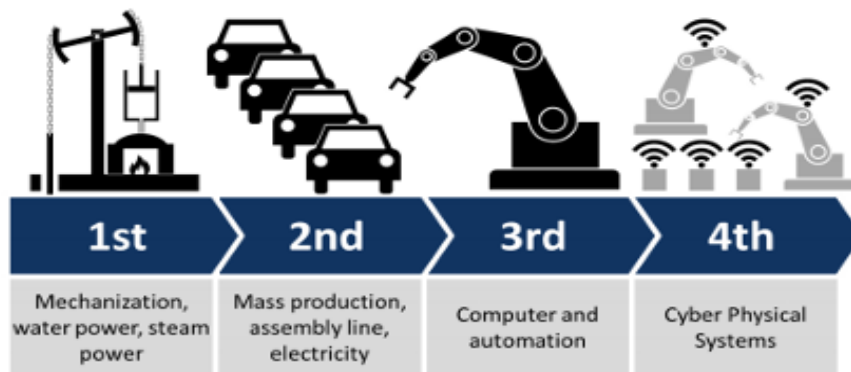 1st
2nd
3rd
4th
Mechanization,
water power, steam
power
Mass production,
assembly line,
electricity
Computer and
automation
Cyber Physical
Systems